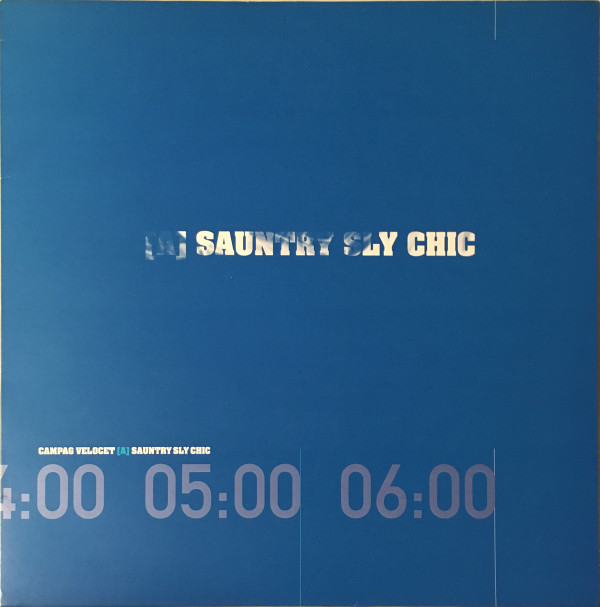 [A] SAUNTRY SLY CHIC
CAMPAG VELOCET [A] SAUNTRY SLY CHIC
4:00 05:00 06:00